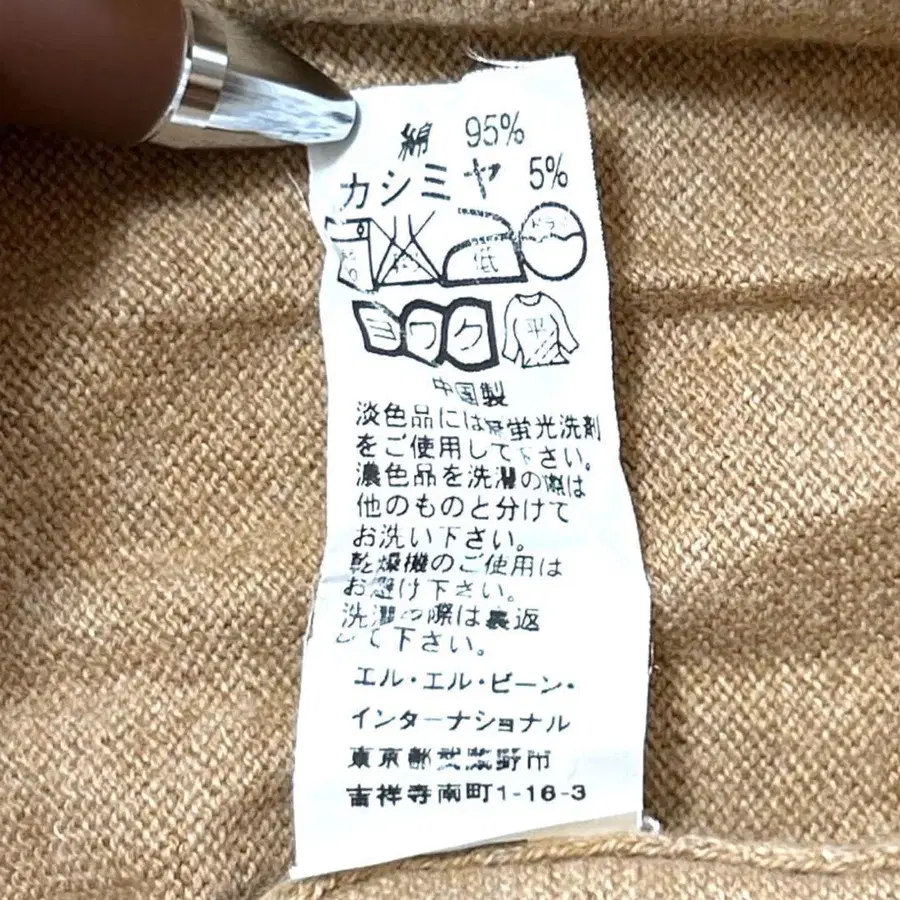 綿 95%
カシミヤ 5%
低
ドライ
ヨワク
平
中国製
淡色品には無蛍光洗剤
をご使用して下さい。
濃色品を洗濯の際は
他のものと分けて
お洗い下さい。
乾燥機のご使用は
お避け下さい。
洗濯の際は裏返
して下さい。
エル・エル・ビーン・
インターナショナル
東京都武蔵野市
吉祥寺南町1-16-3